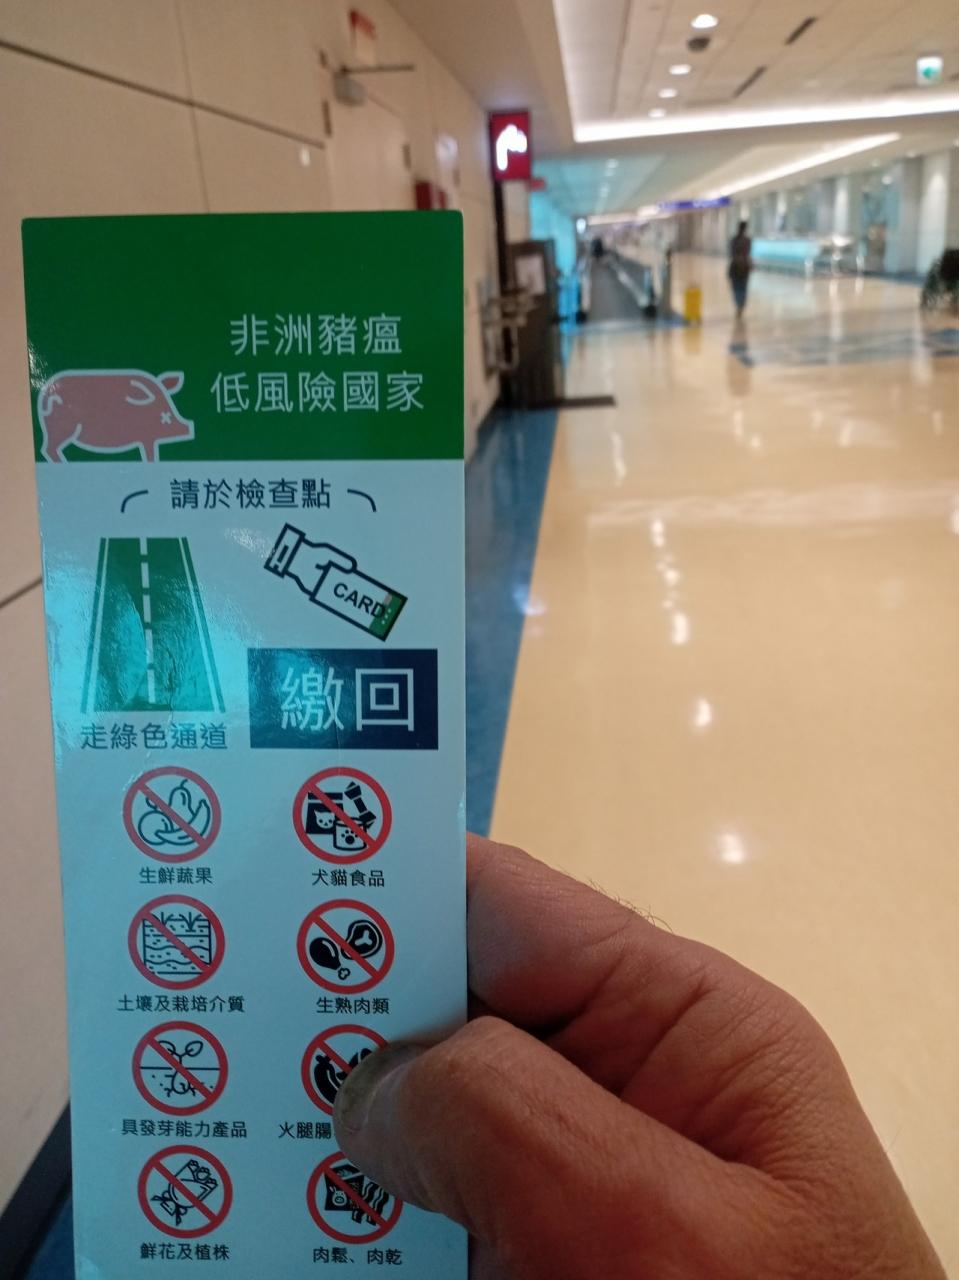 非洲豬瘟
低風險國家
請於檢查點
CARD
繳回
走綠色通道
生鮮蔬果
犬貓食品
土壤及栽培介質
生熟肉類
具發芽能力產品
火腿腸
鮮花及植株
肉鬆、肉乾